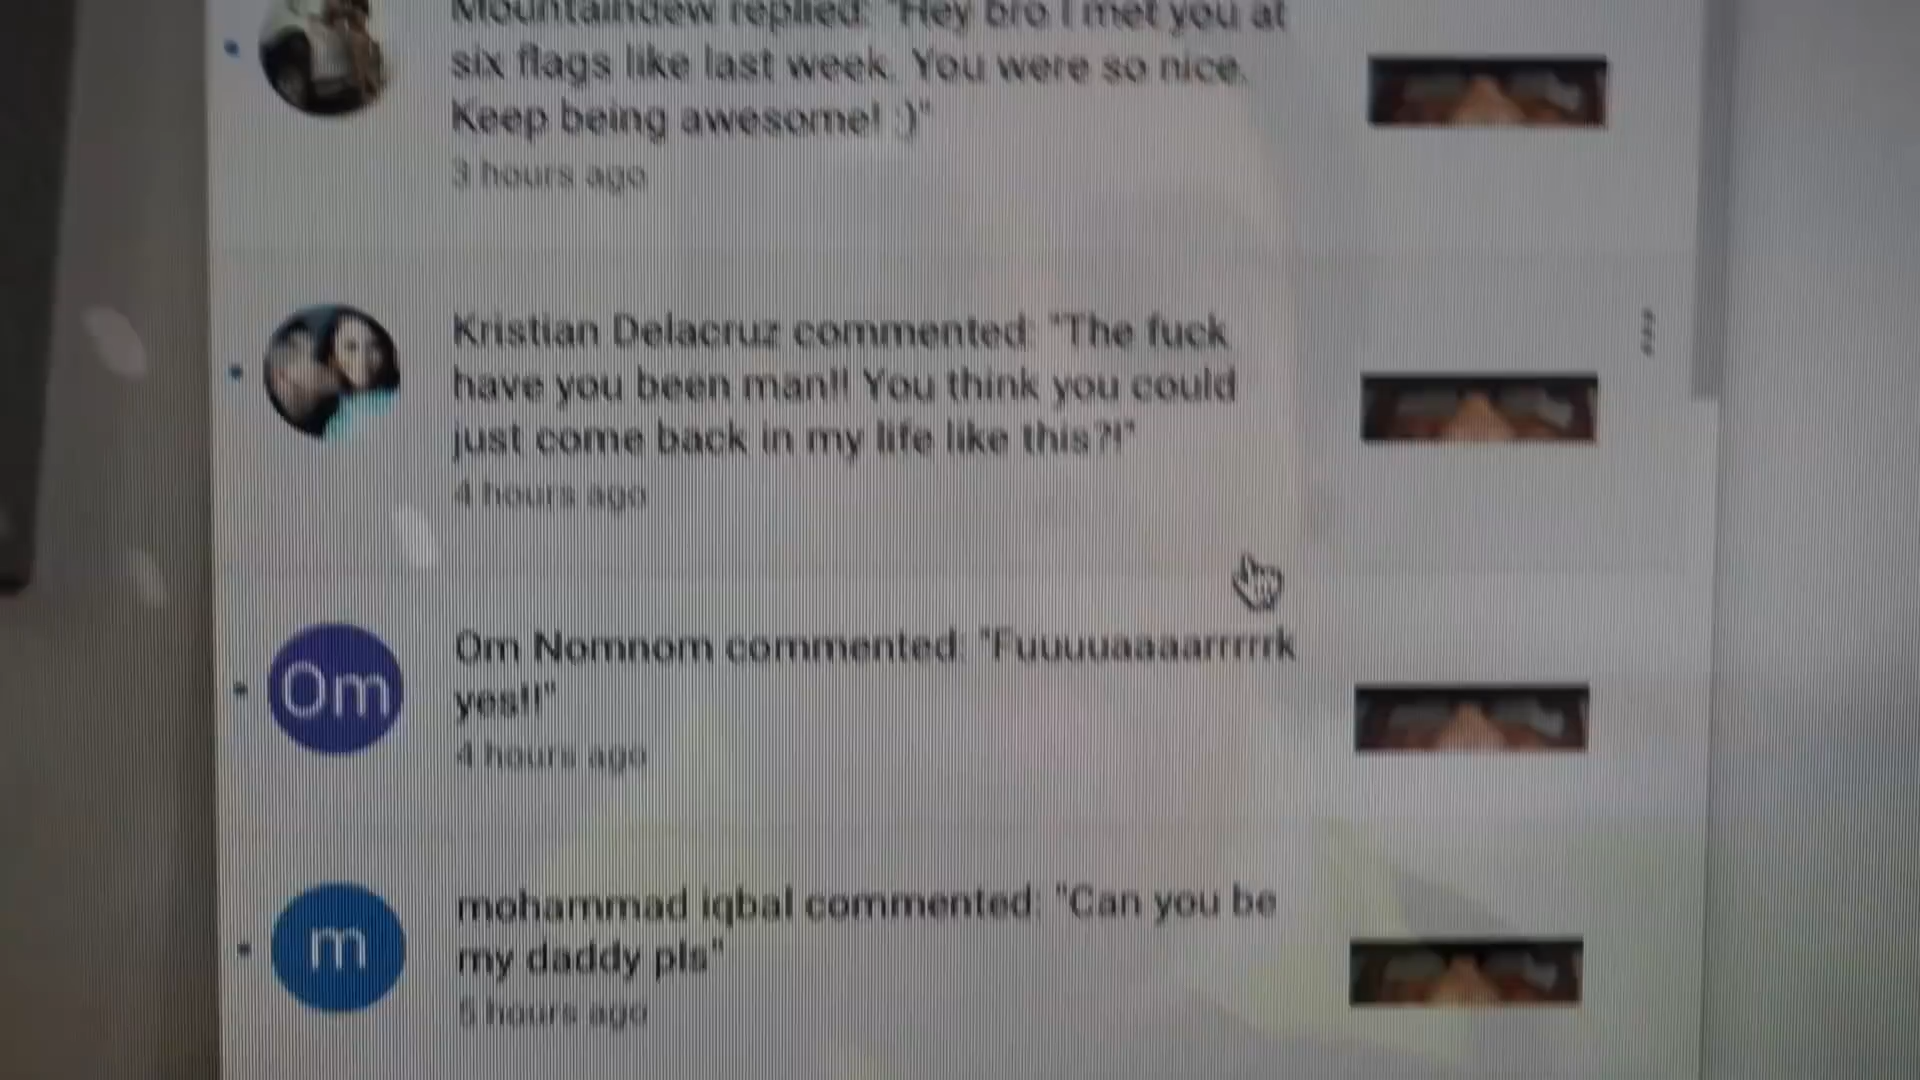 Mountaindew replied: "Hey bro I met you at
six flags like last week. You were so nice.
Keep being awesome! :)"
3 hours ago
Kristian Delacruz commented: "The fuck
have you been man!! You think you could
just come back in my life like this?!"
4 hours ago
Om
Om Nomnom commented: "Fuuuuaaaarrrrrk
yes!!"
4 hours ago
m
mohammad iqbal commented: "Can you be
my daddy pls"
5 hours ago